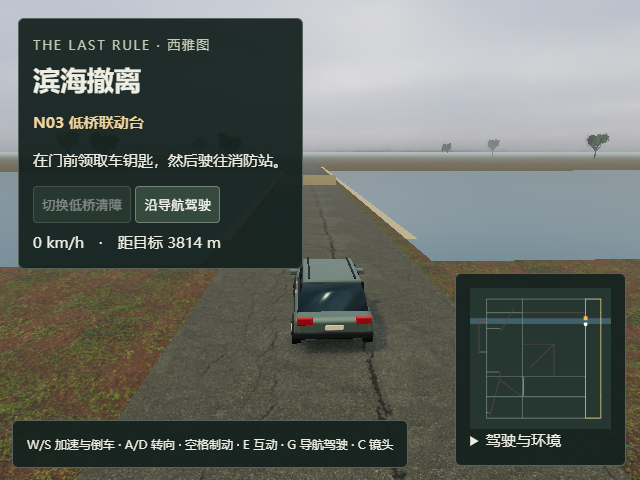 THE LAST RULE · 西雅图
滨海撤离
N03 低桥联动台
在门前领取车钥匙，然后驶往消防站。
切换低桥清障
沿导航驾驶
0 km/h · 距目标 3814 m
▶ 驾驶与环境
W/S 加速与倒车 · A/D 转向 · 空格制动 · E 互动 · G 导航驾驶 · C 镜头